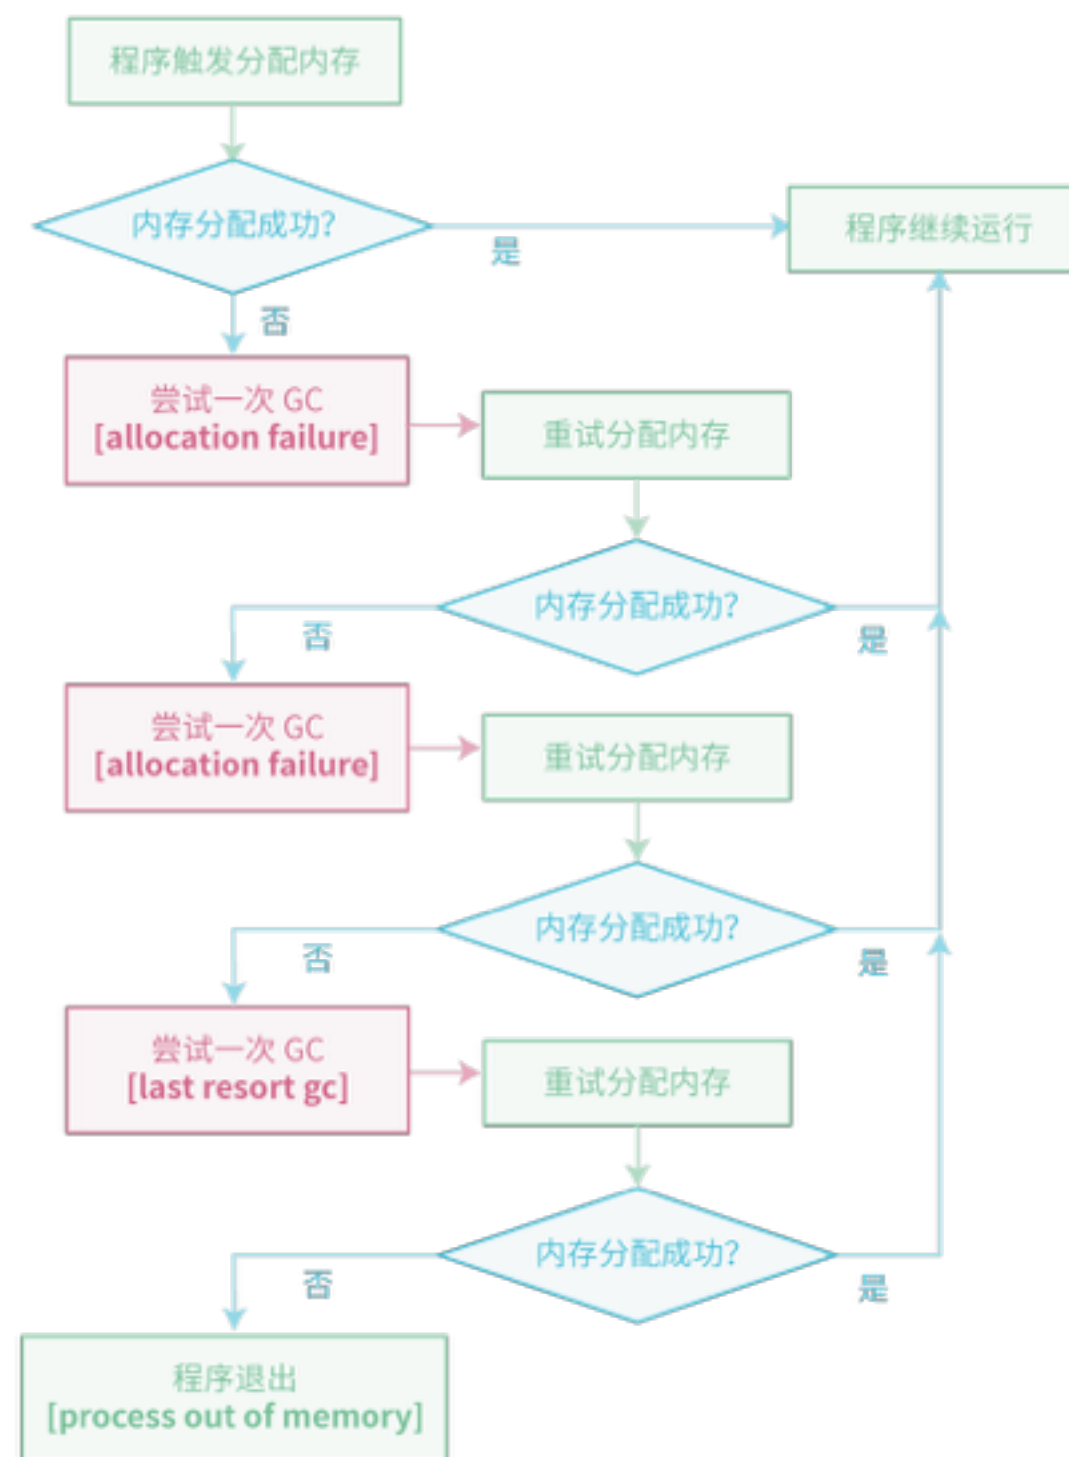 程序触发分配内存
内存分配成功?
是
程序继续运行
否
尝试一次 GC
[allocation failure]
重试分配内存
内存分配成功?
否
是
尝试一次 GC
[allocation failure]
重试分配内存
内存分配成功?
否
是
尝试一次 GC
[last resort gc]
重试分配内存
内存分配成功?
否
是
程序退出
[process out of memory]